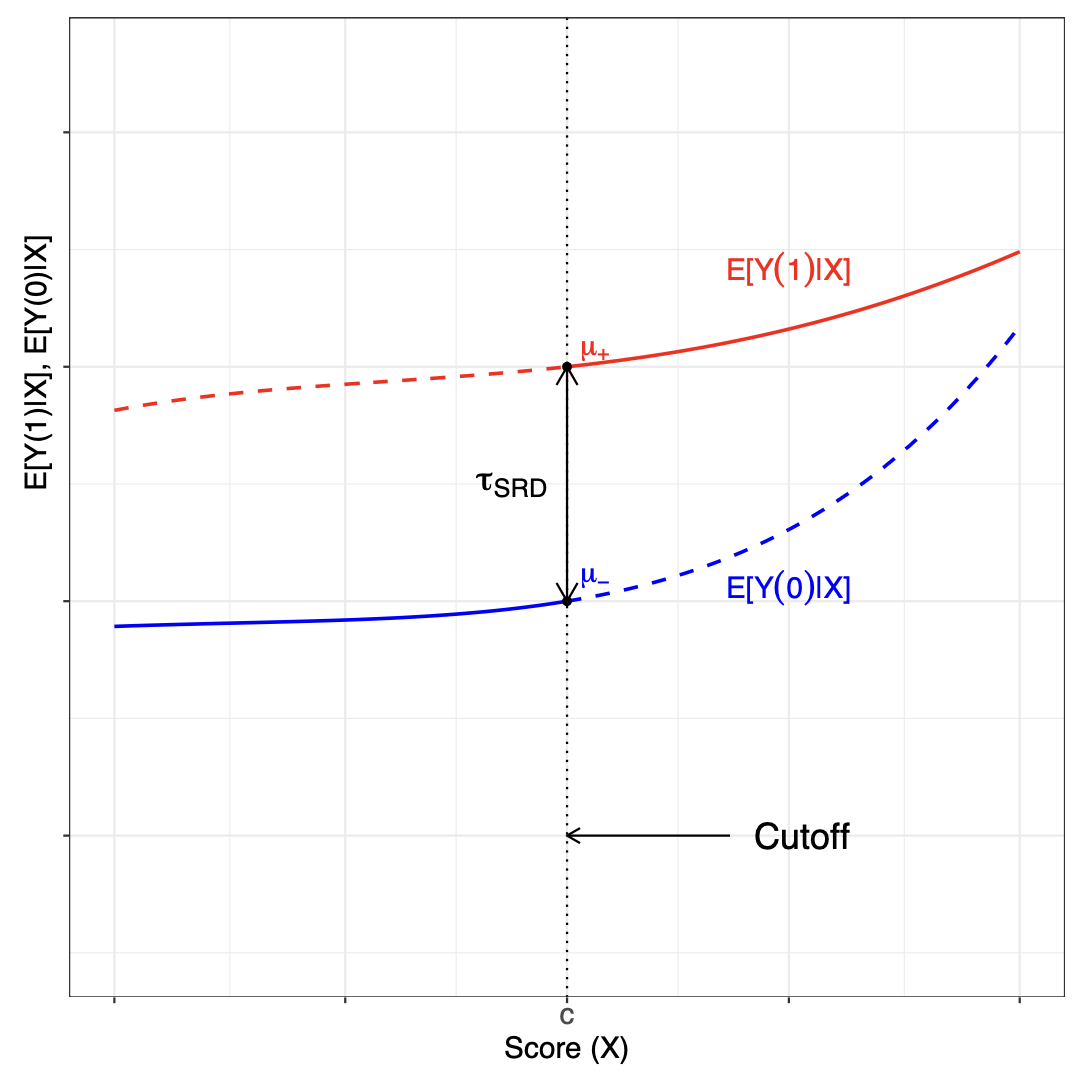 E[Y(1)|X], E[Y(0)|X]
E[Y(1)|X]
μ+
τSRD
μ−
E[Y(0)|X]
Cutoff
c
Score (X)